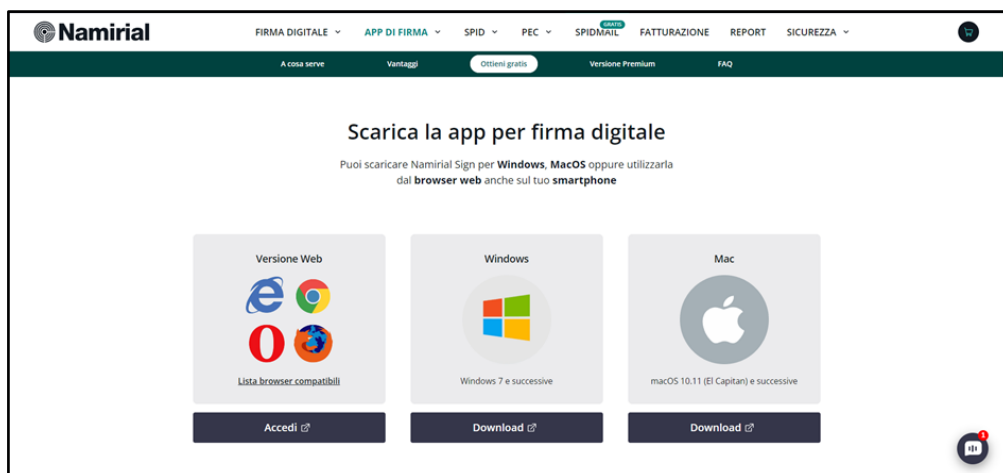 Namirial
FIRMA DIGITALE APP DI FIRMA SPID PEC SPIDMAIL GRATIS FATTURAZIONE REPORT SICUREZZA
A cosa serve Vantaggi Ottieni gratis Versione Premium FAQ
Scarica la app per firma digitale
Puoi scaricare Namirial Sign per Windows, MacOS oppure utilizzarla
dal browser web anche sul tuo smartphone
Versione Web Windows Mac
Lista browser compatibili Windows 7 e successive macOS 10.11 (El Capitan) e successive
Accedi Download Download
1